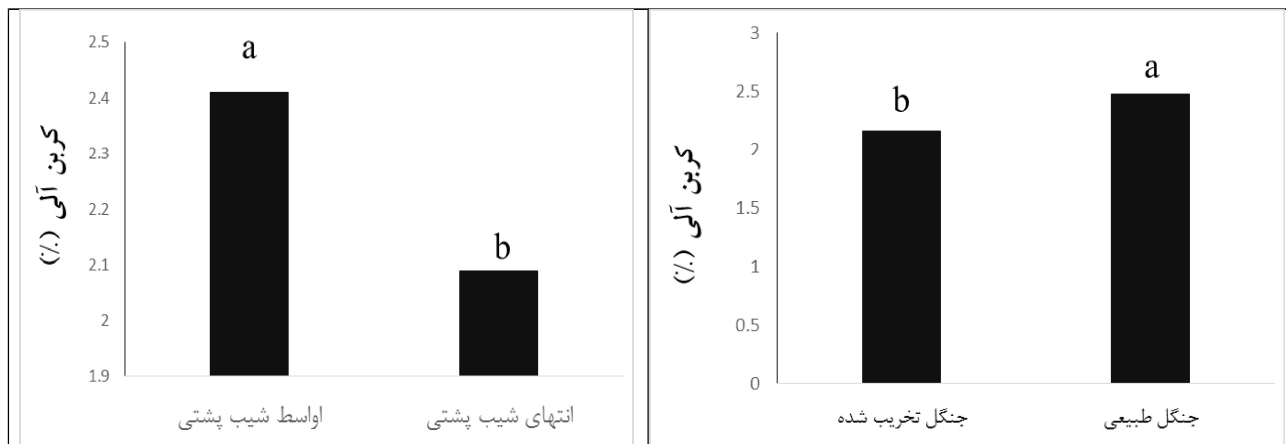 کربن آلی (%)
2.5
2.4
2.3
2.2
2.1
2
1.9
a
b
اواسط شیب پشتی
انتهای شیب پشتی
کربن آلی (%)
3
2.5
2
1.5
1
0.5
0
b
a
جنگل تخریب شده
جنگل طبیعی